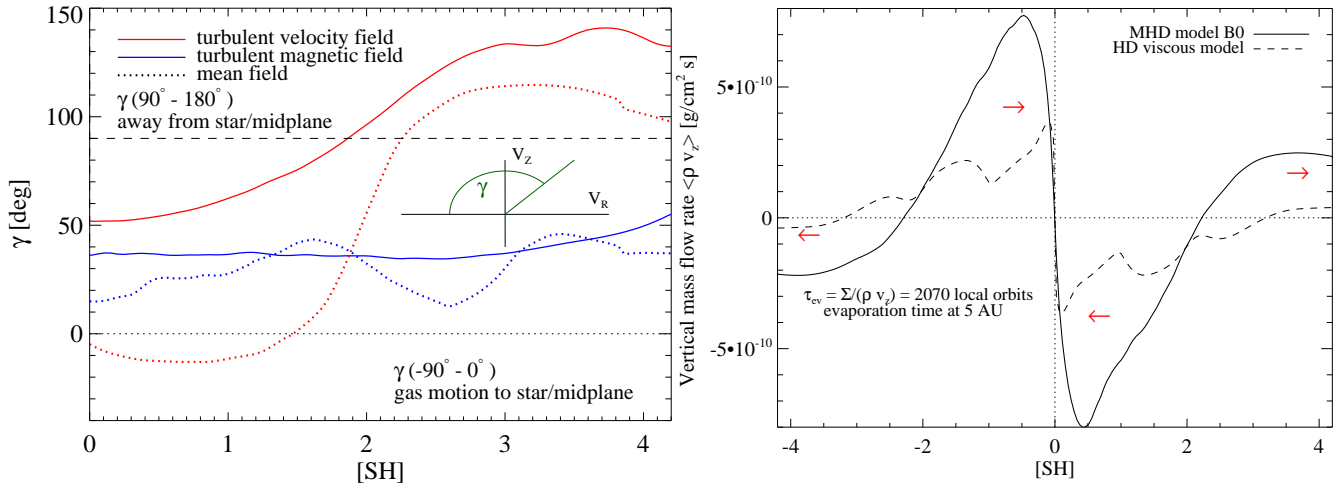 turbulent velocity field
turbulent magnetic field
mean field
γ (90° - 180°)
away from star/midplane
V_Z
γ
V_R
γ (-90° - 0°)
gas motion to star/midplane
γ [deg]
150
100
50
0
0 1 2 3 4
[SH]
Vertical mass flow rate <ρ v_z> [g/cm² s]
MHD model B0
HD viscous model
5•10⁻¹⁰
0
-5•10⁻¹⁰
τ_ev = Σ/(ρ v_z) = 2070 local orbits
evaporation time at 5 AU
-4 -2 0 2 4
[SH]